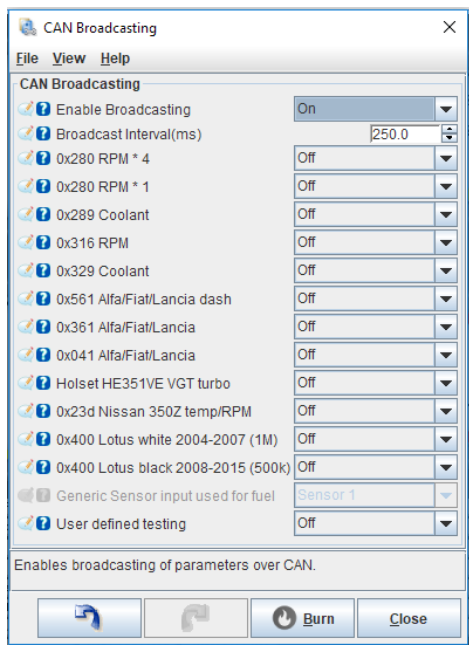 CAN Broadcasting
File View Help
CAN Broadcasting
Enable Broadcasting On
Broadcast Interval(ms) 250.0
0x280 RPM * 4 Off
0x280 RPM * 1 Off
0x289 Coolant Off
0x316 RPM Off
0x329 Coolant Off
0x561 Alfa/Fiat/Lancia dash Off
0x361 Alfa/Fiat/Lancia Off
0x041 Alfa/Fiat/Lancia Off
Holset HE351VE VGT turbo Off
0x23d Nissan 350Z temp/RPM Off
0x400 Lotus white 2004-2007 (1M) Off
0x400 Lotus black 2008-2015 (500k) Off
Generic Sensor input used for fuel Sensor 1
User defined testing Off
Enables broadcasting of parameters over CAN.
Burn Close